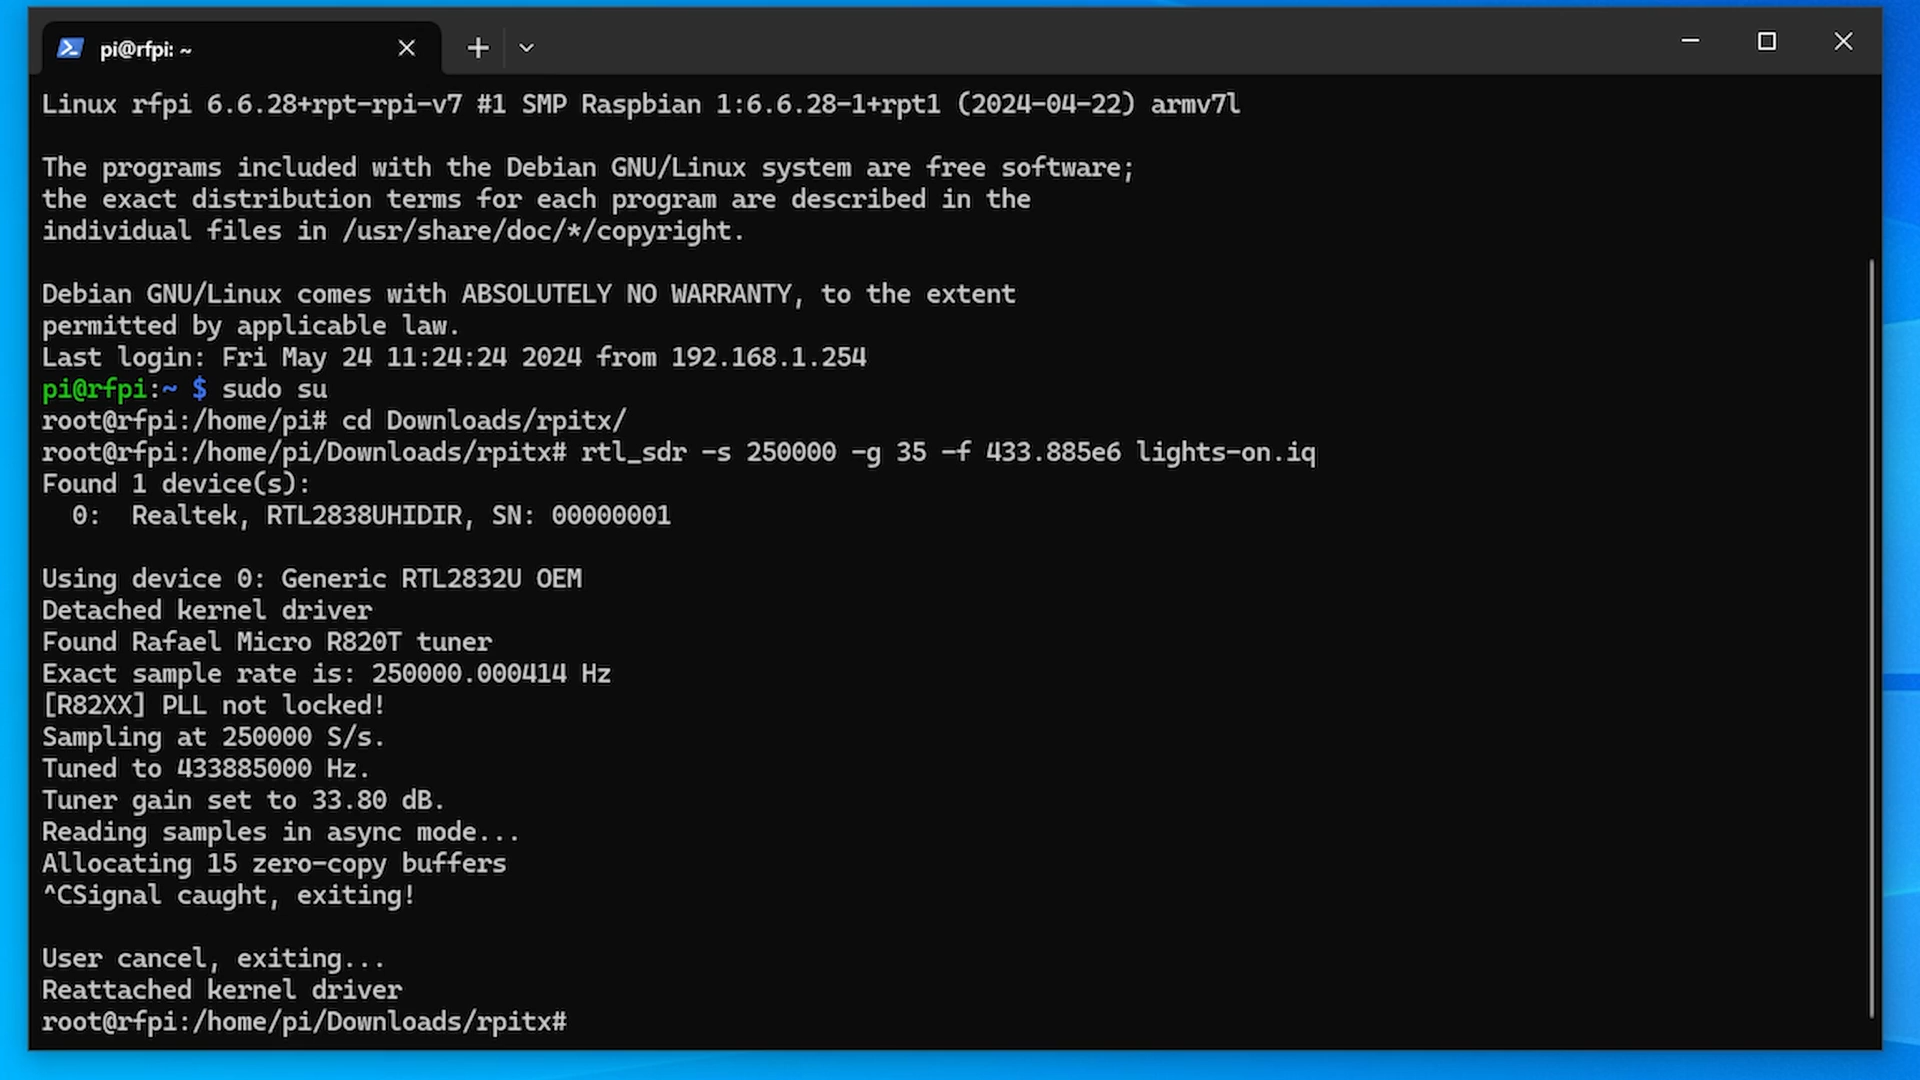 pi@rfpi: ~
Linux rfpi 6.6.28+rpt-rpi-v7 #1 SMP Raspbian 1:6.6.28-1+rpt1 (2024-04-22) armv7l
The programs included with the Debian GNU/Linux system are free software;
the exact distribution terms for each program are described in the
individual files in /usr/share/doc/*/copyright.
Debian GNU/Linux comes with ABSOLUTELY NO WARRANTY, to the extent
permitted by applicable law.
Last login: Fri May 24 11:24:24 2024 from 192.168.1.254
pi@rfpi:~ $ sudo su
root@rfpi:/home/pi# cd Downloads/rpitx/
root@rfpi:/home/pi/Downloads/rpitx# rtl_sdr -s 250000 -g 35 -f 433.885e6 lights-on.iq
Found 1 device(s):
  0:  Realtek, RTL2838UHIDIR, SN: 00000001
Using device 0: Generic RTL2832U OEM
Detached kernel driver
Found Rafael Micro R820T tuner
Exact sample rate is: 250000.000414 Hz
[R82XX] PLL not locked!
Sampling at 250000 S/s.
Tuned to 433885000 Hz.
Tuner gain set to 33.80 dB.
Reading samples in async mode...
Allocating 15 zero-copy buffers
^CSignal caught, exiting!
User cancel, exiting...
Reattached kernel driver
root@rfpi:/home/pi/Downloads/rpitx#